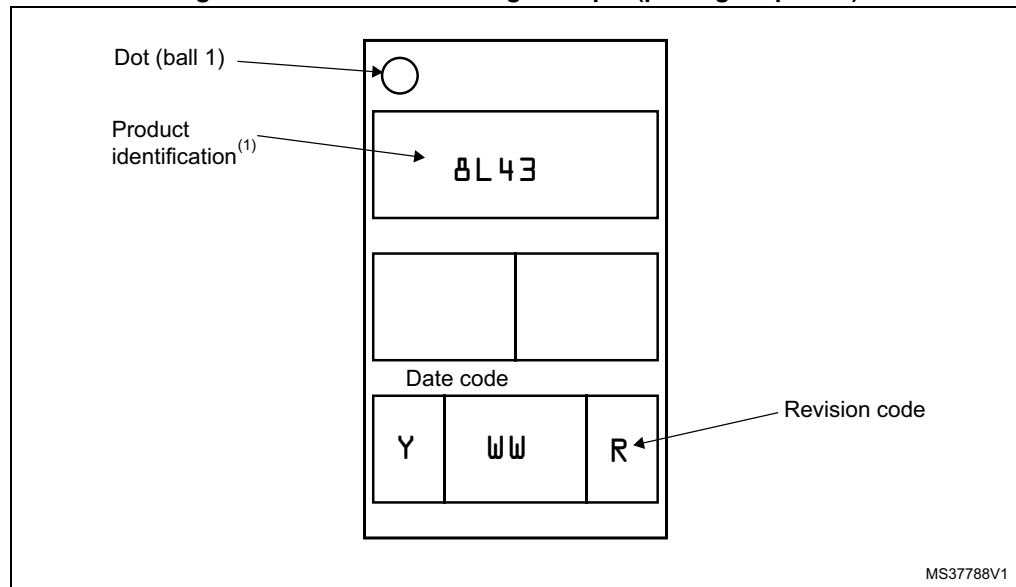 Dot (ball 1)
Product
identification(1)
8L43
Date code
Y WW R
Revision code
MS37788V1